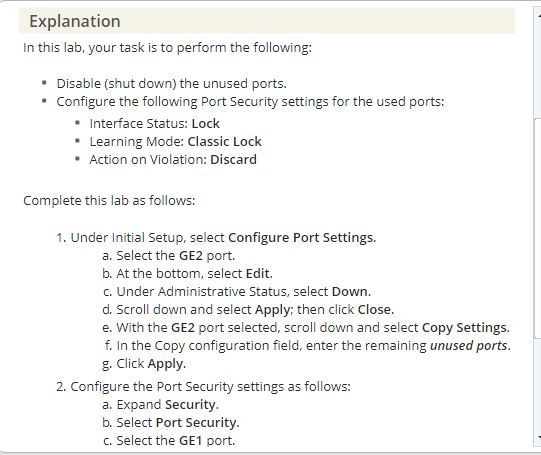 Explanation
In this lab, your task is to perform the following:
• Disable (shut down) the unused ports.
• Configure the following Port Security settings for the used ports:
• Interface Status: Lock
• Learning Mode: Classic Lock
• Action on Violation: Discard
Complete this lab as follows:
1. Under Initial Setup, select Configure Port Settings.
a. Select the GE2 port.
b. At the bottom, select Edit.
c. Under Administrative Status, select Down.
d. Scroll down and select Apply; then click Close.
e. With the GE2 port selected, scroll down and select Copy Settings.
f. In the Copy configuration field, enter the remaining unused ports.
g. Click Apply.
2. Configure the Port Security settings as follows:
a. Expand Security.
b. Select Port Security.
c. Select the GE1 port.